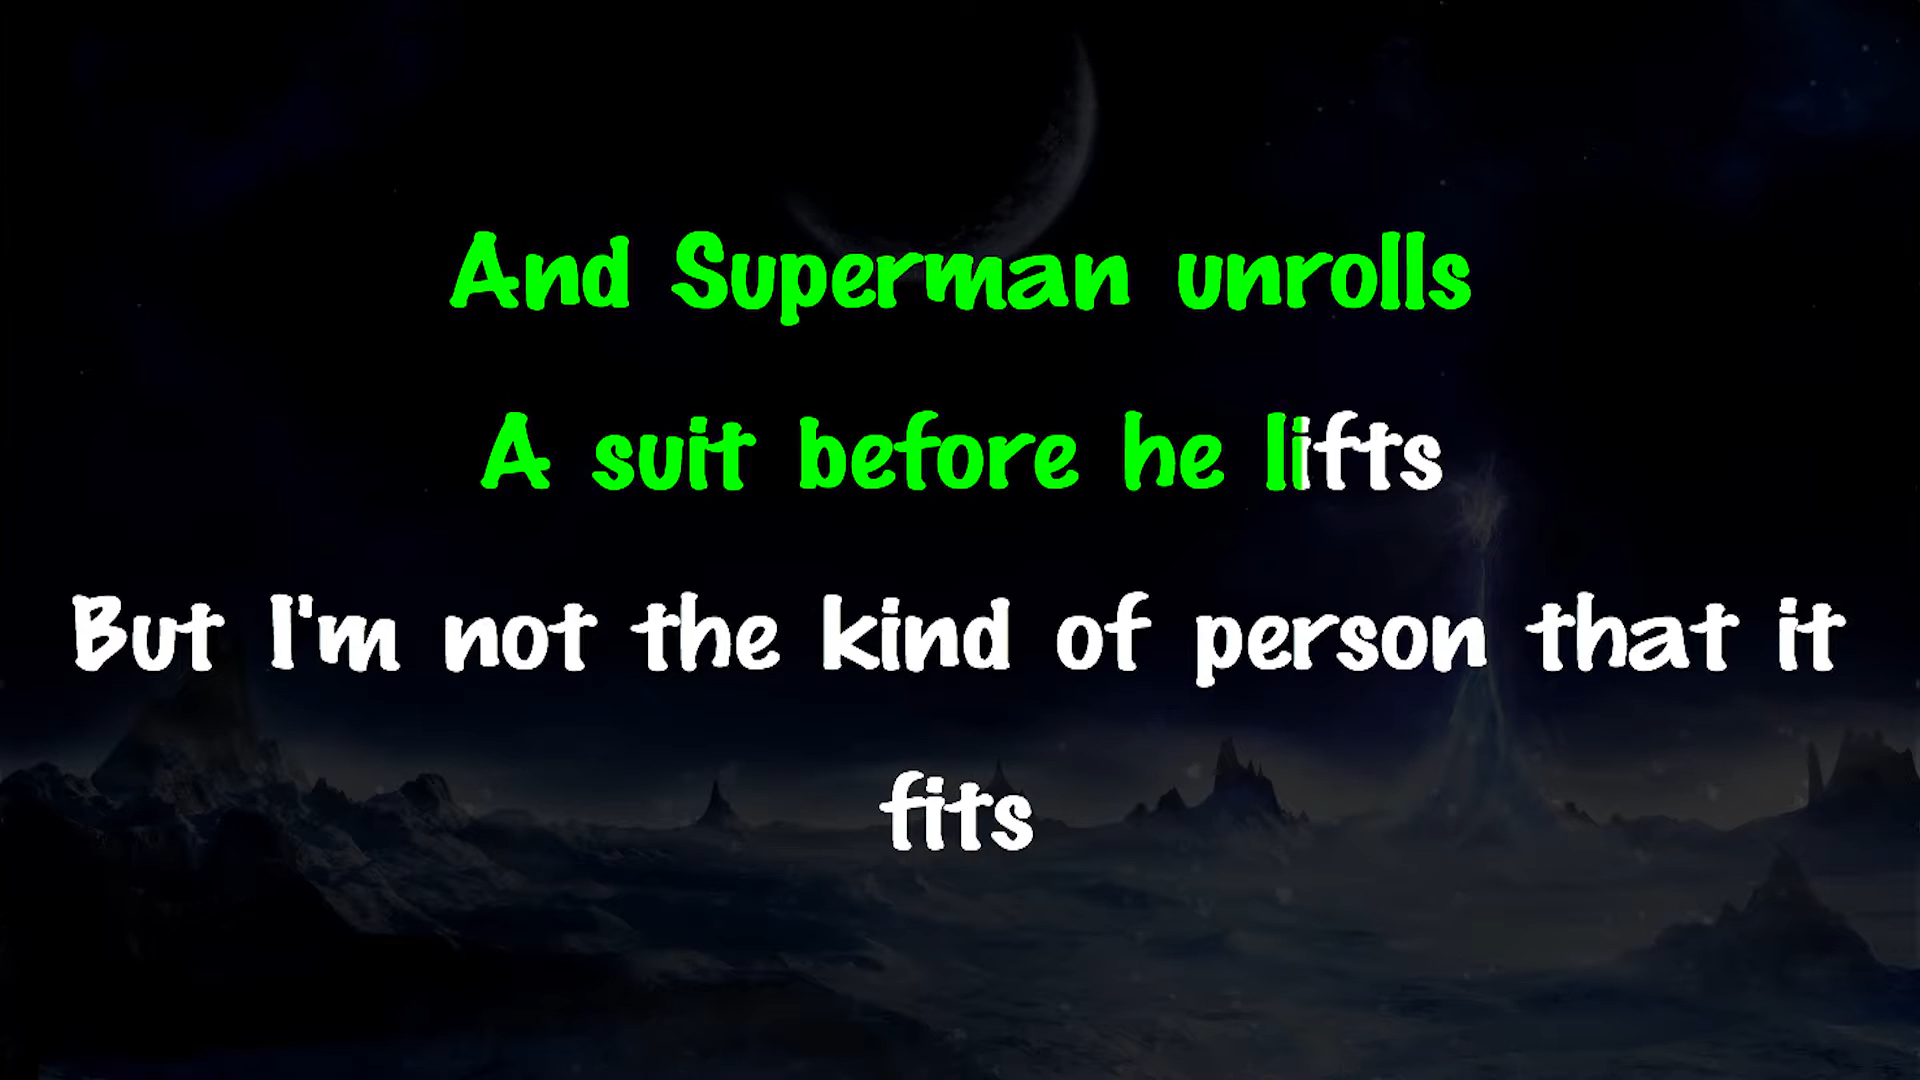 And Superman unrolls
A suit before he lifts
But I'm not the kind of person that it
fits